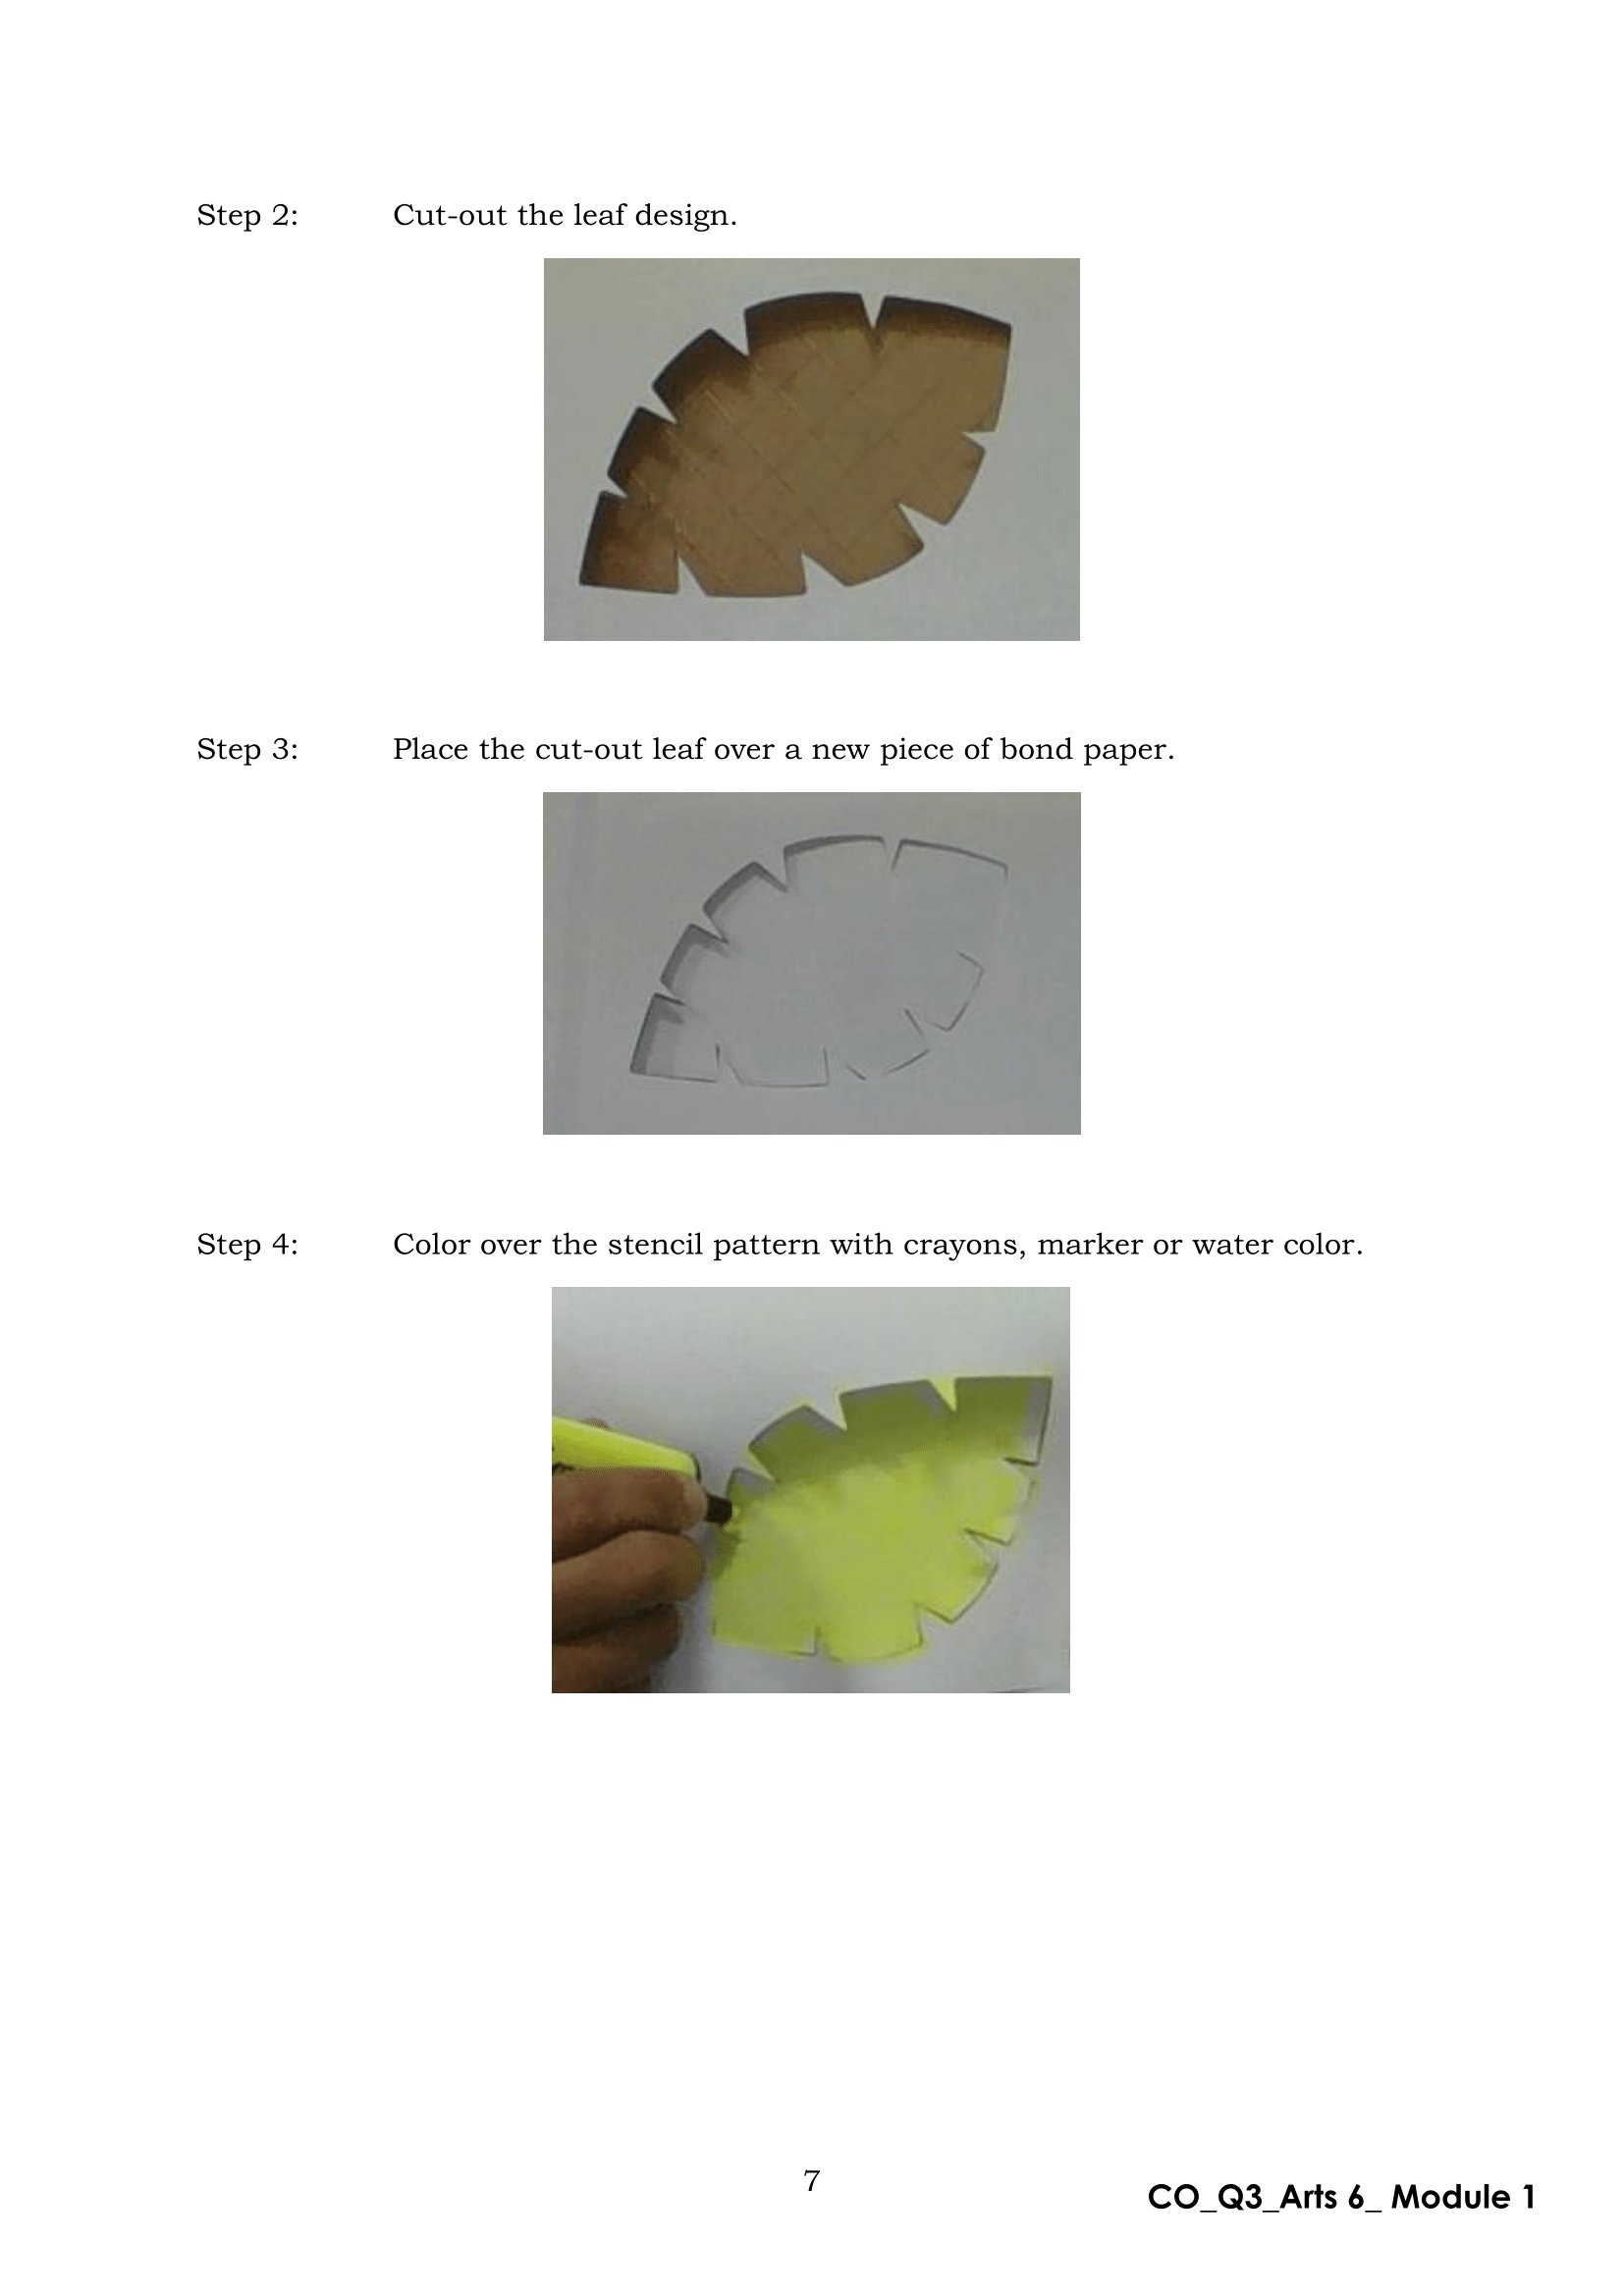 Step 2: Cut-out the leaf design.
Step 3: Place the cut-out leaf over a new piece of bond paper.
Step 4: Color over the stencil pattern with crayons, marker or water color.
7
CO_Q3_Arts 6_ Module 1